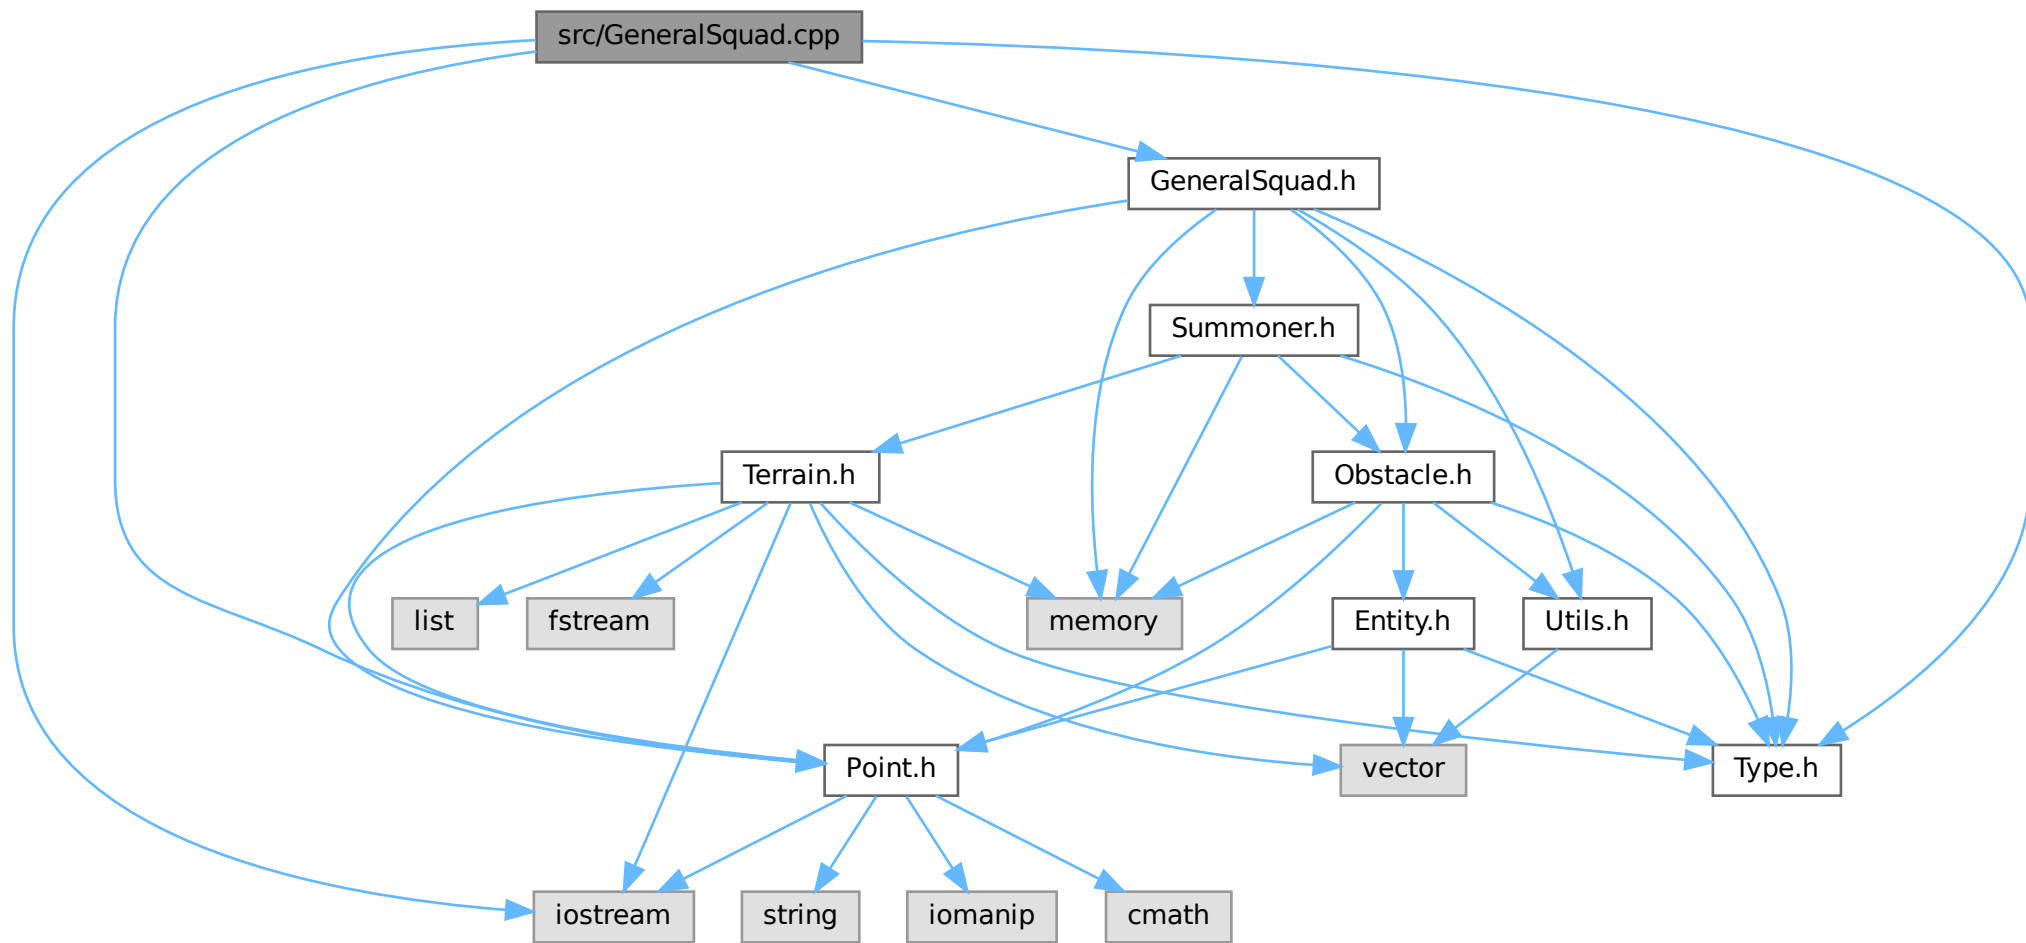 src/GeneralSquad.cpp
GeneralSquad.h
Summoner.h
Terrain.h
Obstacle.h
list
fstream
memory
Entity.h
Utils.h
Point.h
vector
Type.h
iostream
string
iomanip
cmath